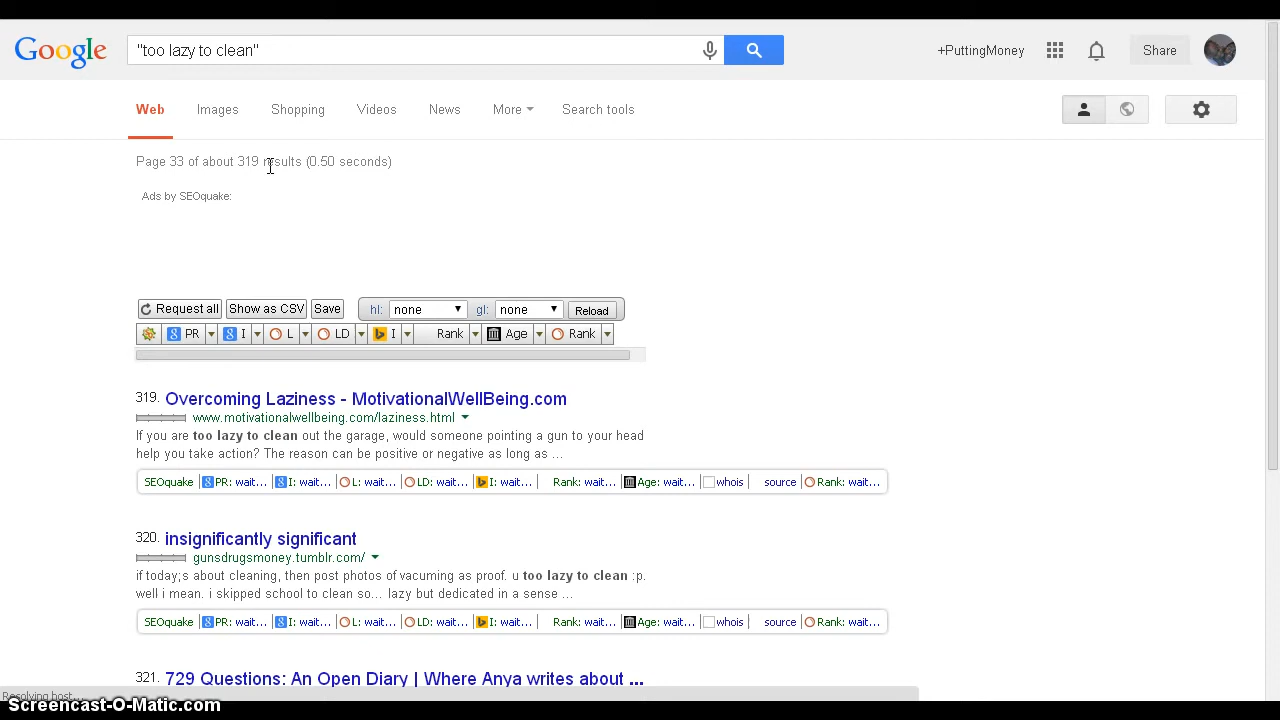 Google "too lazy to clean" +PuttingMoney Share
Web Images Shopping Videos News More Search tools
Page 33 of about 319 results (0.50 seconds)
Ads by SEOquake:
Request all Show as CSV Save hl: none gl: none Reload
PR I L LD I Rank Age Rank
319. Overcoming Laziness - MotivationalWellBeing.com
www.motivationalwellbeing.com/laziness.html
If you are too lazy to clean out the garage, would someone pointing a gun to your head
help you take action? The reason can be positive or negative as long as ...
SEOquake PR: wait... I: wait... L: wait... LD: wait... I: wait... Rank: wait... Age: wait... whois source Rank: wait...
320. insignificantly significant
gunsdrugsmoney.tumblr.com/
if today;s about cleaning, then post photos of vacuming as proof. u too lazy to clean :p.
well i mean. i skipped school to clean so... lazy but dedicated in a sense ...
SEOquake PR: wait... I: wait... L: wait... LD: wait... I: wait... Rank: wait... Age: wait... whois source Rank: wait...
321. 729 Questions: An Open Diary | Where Anya writes about ...
Resolving host...
Screencast-O-Matic.com